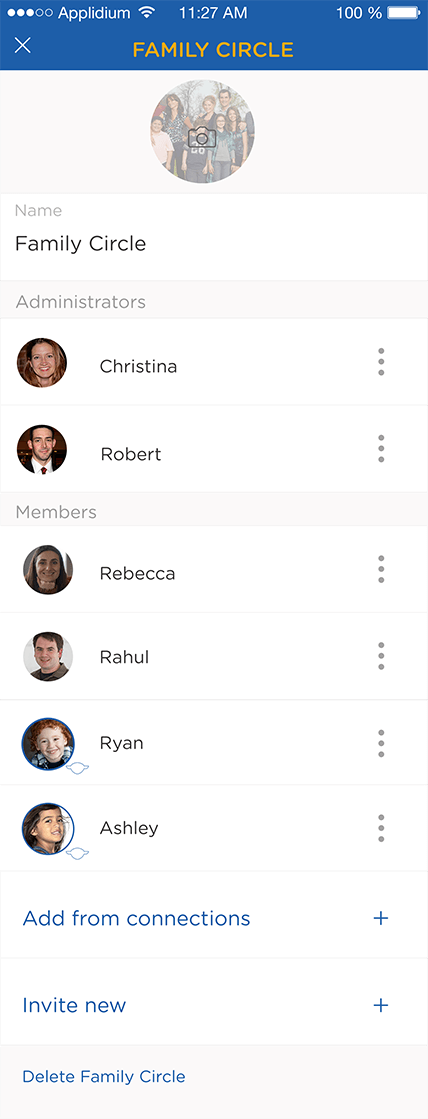 Applidium 11:27 AM 100 %
FAMILY CIRCLE
Name
Family Circle
Administrators
Christina
Robert
Members
Rebecca
Rahul
Ryan
Ashley
Add from connections +
Invite new +
Delete Family Circle